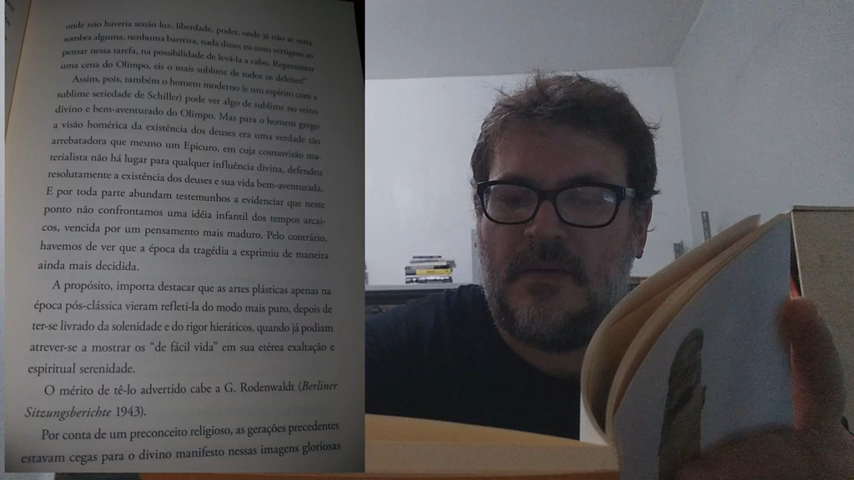 onde não haveria senão luz, liberdade, poder, onde já não se veria
sombra alguma, nenhuma barreira, nada disso, eu sinto vertigens ao
pensar nessa tarefa, na possibilidade de levá-la a cabo. Representar
uma cena do Olimpo, eis o mais sublime de todos os deleites!"
Assim, pois, também o homem moderno (e um espírito com a
sublime seriedade de Schiller) pode ver algo de sublime no reino
divino e bem-aventurado do Olimpo. Mas para o homem grego
a visão homérica da existência dos deuses era uma verdade tão
arrebatadora que mesmo um Epicuro, em cuja cosmovisão ma-
terialista não há lugar para qualquer influência divina, defendeu
resolutamente a existência dos deuses e sua vida bem-aventurada.
E por toda parte abundam testemunhos a evidenciar que neste
ponto não confrontamos uma idéia infantil dos tempos arcai-
cos, vencida por um pensamento mais maduro. Pelo contrário,
havemos de ver que a época da tragédia a exprimiu de maneira
ainda mais decidida.
A propósito, importa destacar que as artes plásticas apenas na
época pós-clássica vieram refleti-la do modo mais puro, depois de
ter-se livrado da solenidade e do rigor hieráticos, quando já podiam
atrever-se a mostrar os "de fácil vida" em sua etérea exaltação e
espiritual serenidade.
O mérito de tê-lo advertido cabe a G. Rodenwaldt (Berliner
Sitzungsberichte 1943).
Por conta de um preconceito religioso, as gerações precedentes
estavam cegas para o divino manifesto nessas imagens gloriosas